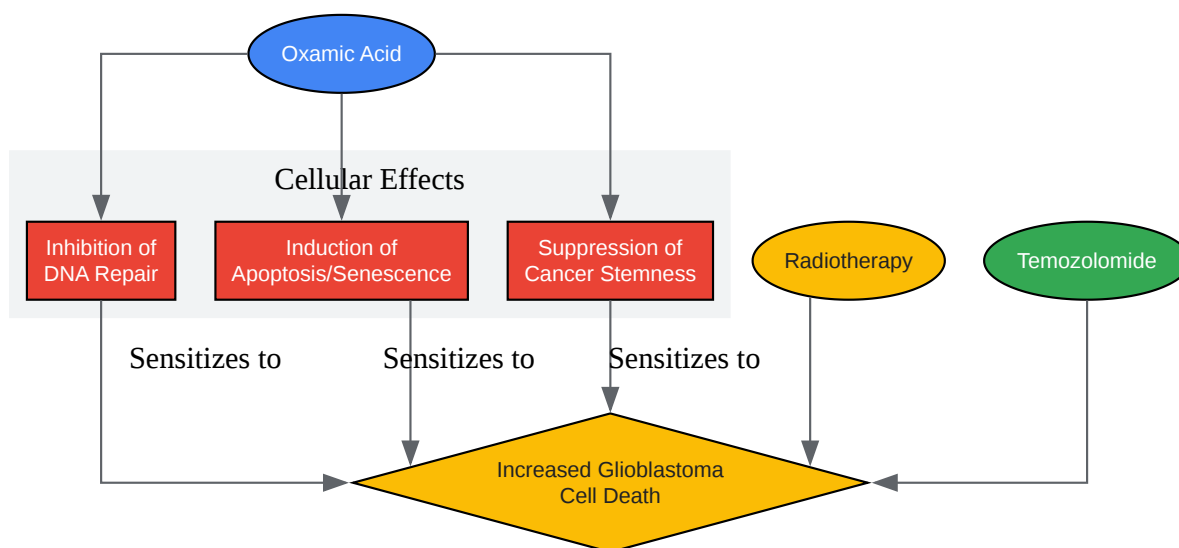 Oxamic Acid
Cellular Effects
Inhibition of
DNA Repair
Induction of
Apoptosis/Senescence
Suppression of
Cancer Stemness
Radiotherapy
Temozolomide
Sensitizes to
Sensitizes to
Sensitizes to
Increased Glioblastoma
Cell Death